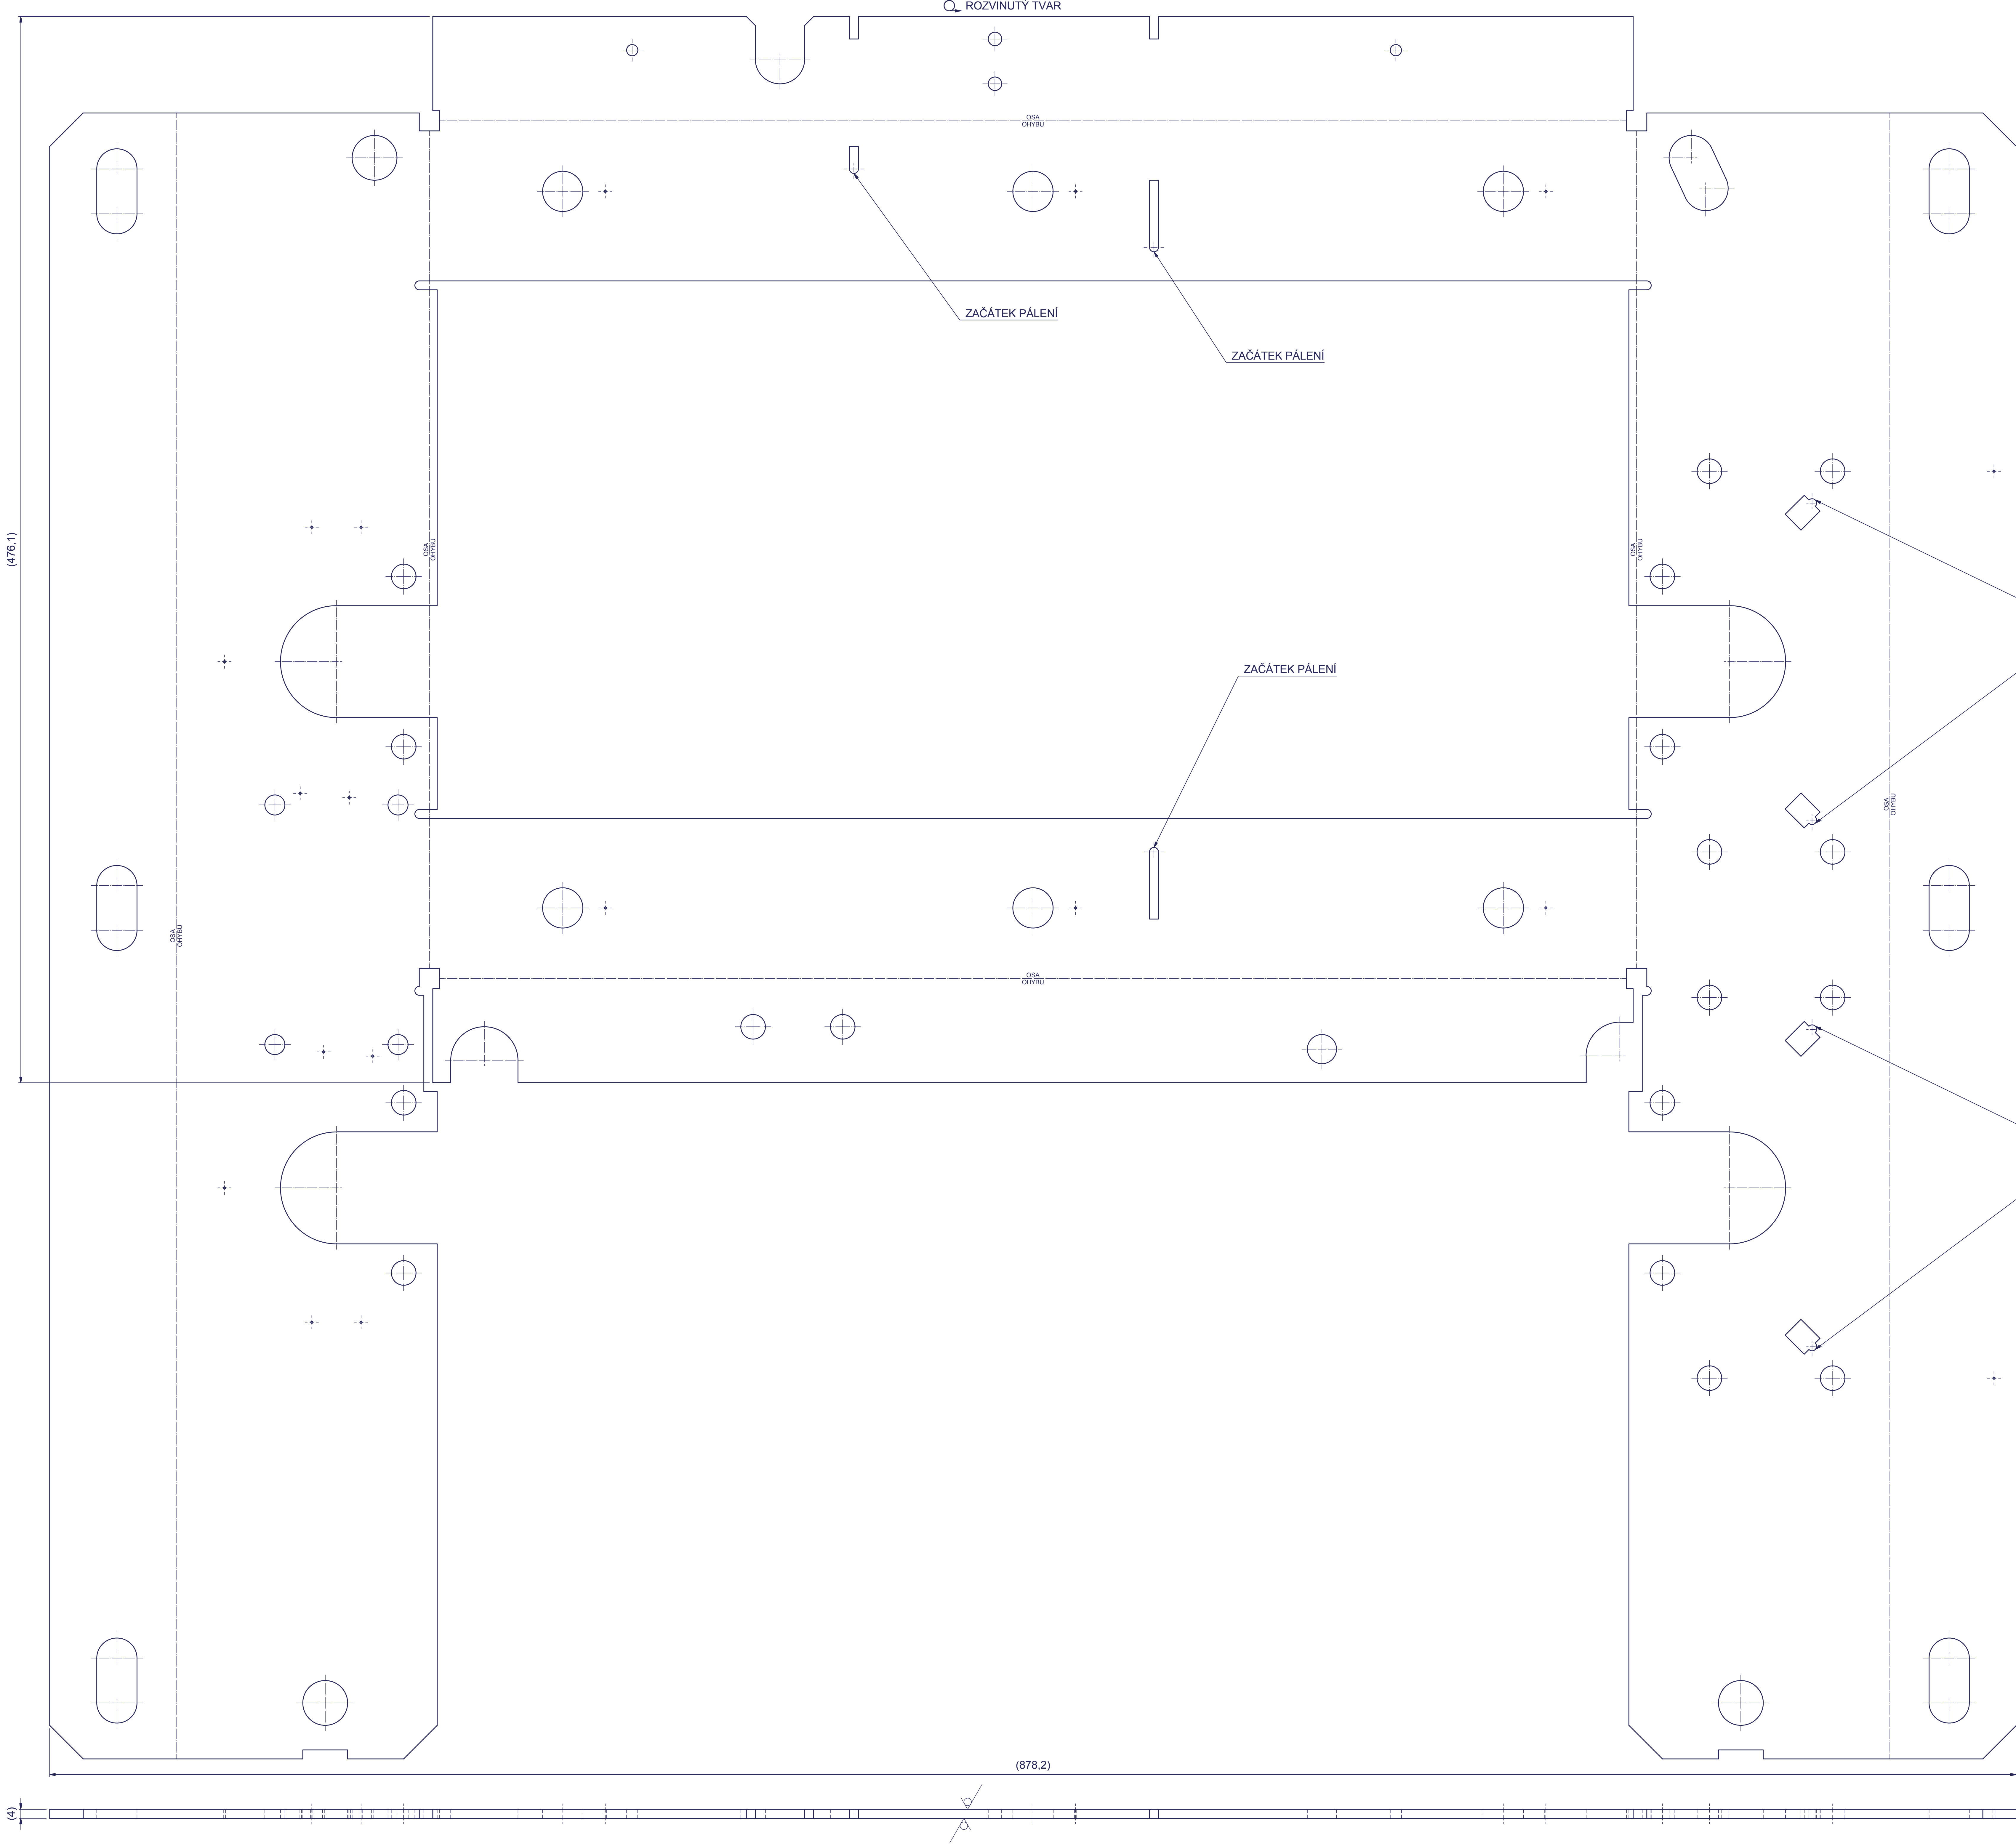 ROZVINUTÝ TVAR
OSA
OHYBU
ZAČÁTEK PÁLENÍ
ZAČÁTEK PÁLENÍ
(476,1)
OSA
OHYBU
OSA
OHYBU
ZAČÁTEK PÁLENÍ
OSA
OHYBU
OSA
OHYBU
OSA
OHYBU
(878,2)
(4)